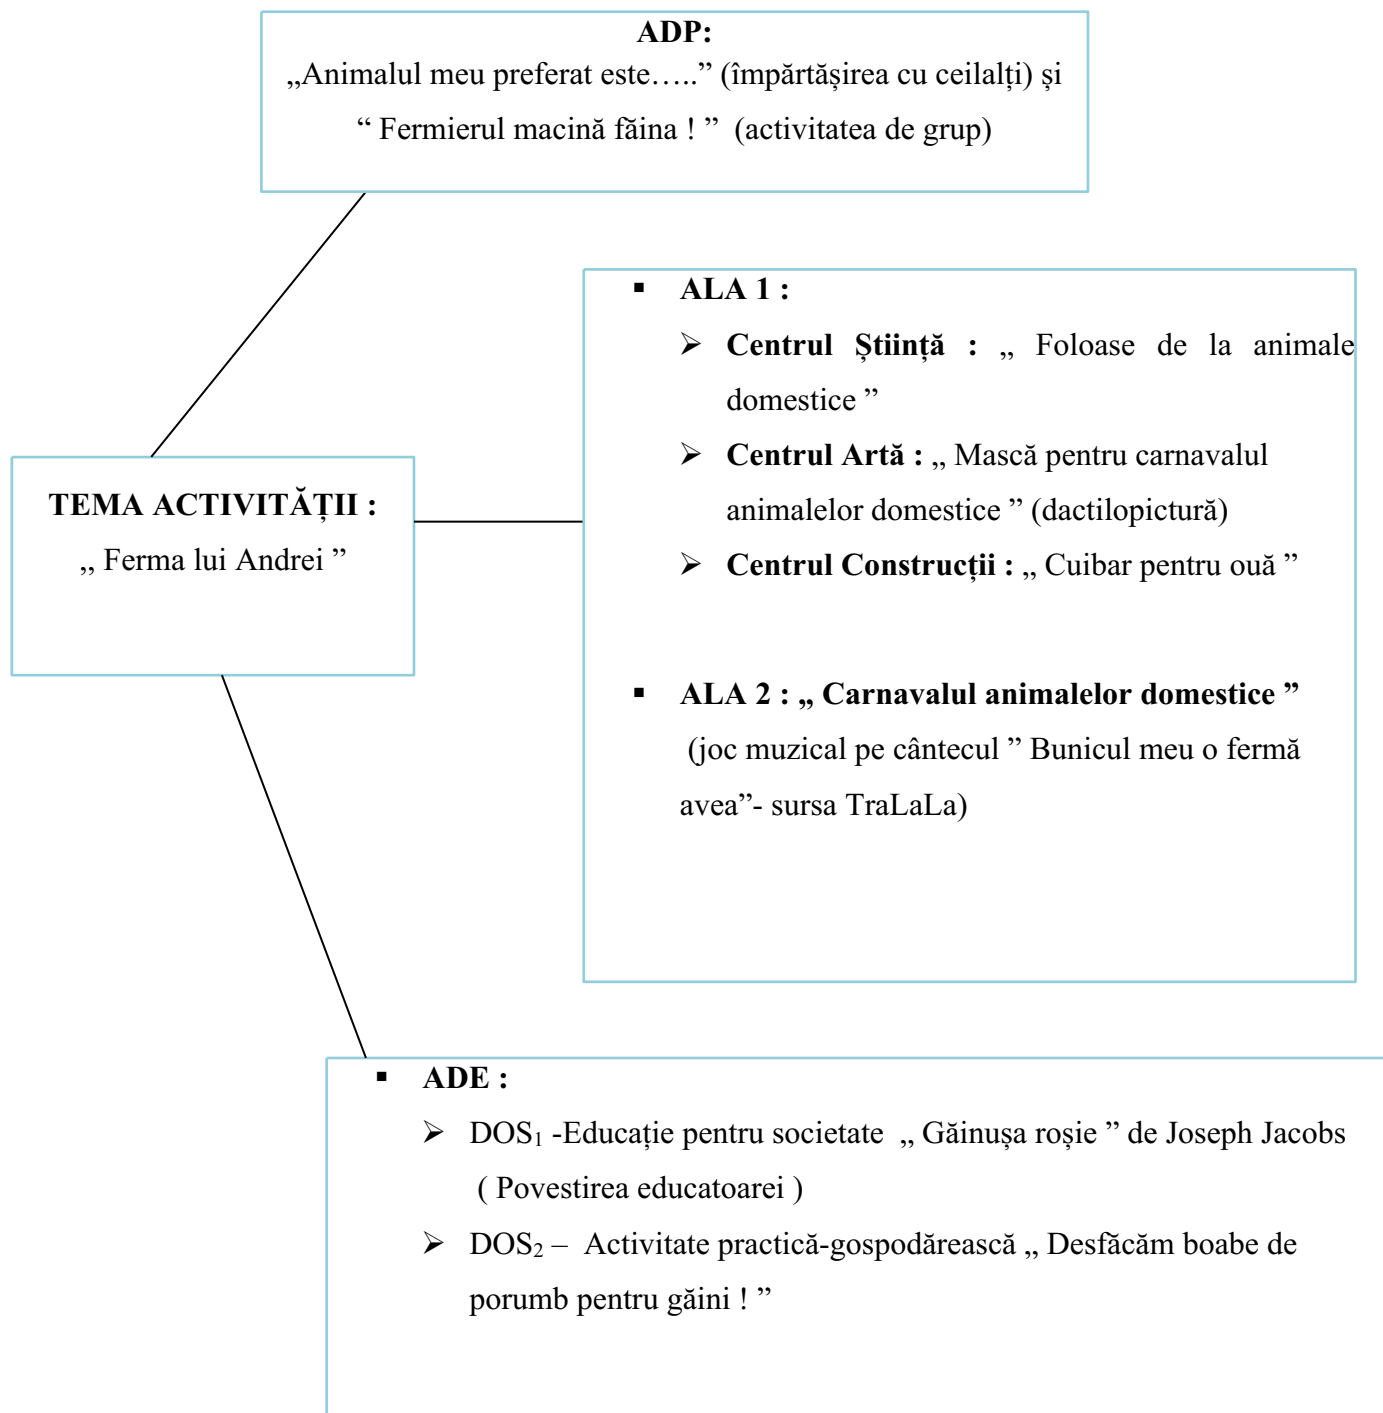 ADP:
„Animalul meu preferat este…..” (împărtășirea cu ceilalți) și
“ Fermierul macină făina ! ” (activitatea de grup)
▪ ALA 1 :
➢ Centrul Știință : „ Foloase de la animale
domestice ”
➢ Centrul Artă : „ Mască pentru carnavalul
animalelor domestice ” (dactilopictură)
➢ Centrul Construcții : „ Cuibar pentru ouă ”
▪ ALA 2 : „ Carnavalul animalelor domestice ”
(joc muzical pe cântecul ” Bunicul meu o fermă
avea”- sursa TraLaLa)
TEMA ACTIVITĂȚII :
,, Ferma lui Andrei ”
▪ ADE :
➢ DOS₁ -Educație pentru societate „ Găinușa roșie ” de Joseph Jacobs
( Povestirea educatoarei )
➢ DOS₂ – Activitate practică-gospodărească „ Desfăcăm boabe de
porumb pentru găini ! ”